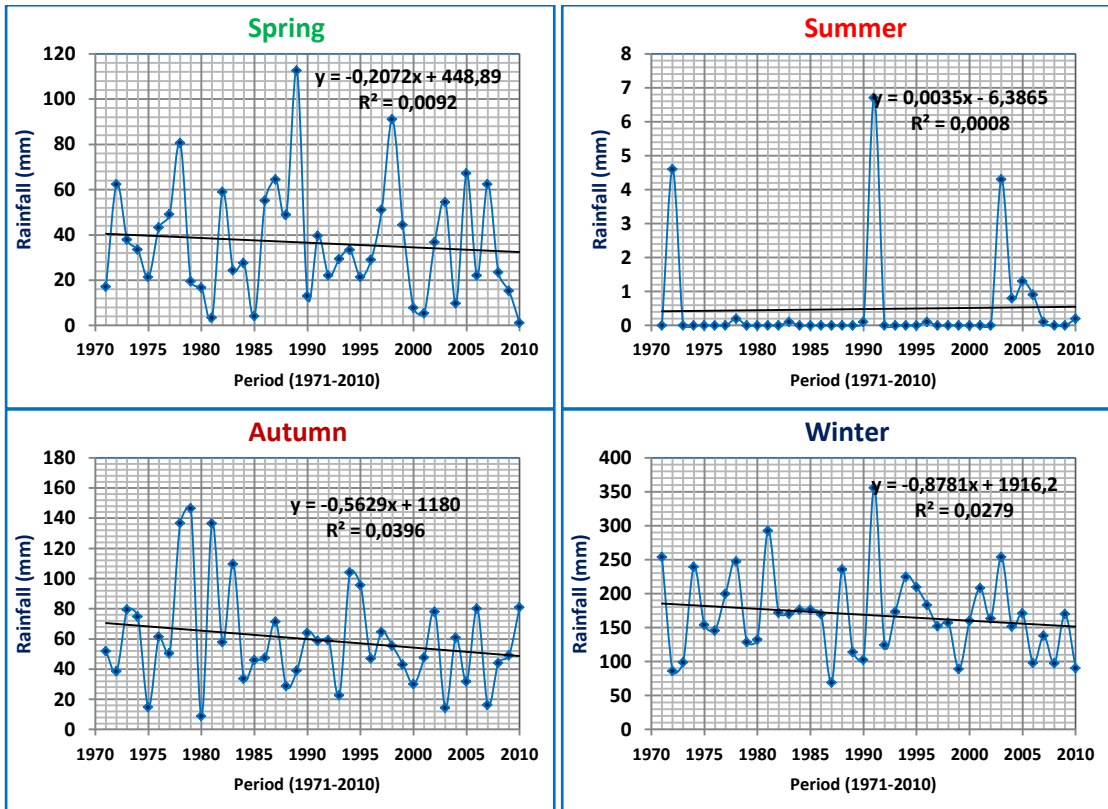 Spring
y = -0,2072x + 448,89
R² = 0,0092
Rainfall (mm)
120
100
80
60
40
20
0
1970 1975 1980 1985 1990 1995 2000 2005 2010
Period (1971-2010)
Summer
y = 0,0035x - 6,3865
R² = 0,0008
Rainfall (mm)
8
7
6
5
4
3
2
1
0
1970 1975 1980 1985 1990 1995 2000 2005 2010
Period (1971-2010)
Autumn
y = -0,5629x + 1180
R² = 0,0396
Rainfall (mm)
180
160
140
120
100
80
60
40
20
0
1970 1975 1980 1985 1990 1995 2000 2005 2010
Period (1971-2010)
Winter
y = -0,8781x + 1916,2
R² = 0,0279
Rainfall (mm)
400
350
300
250
200
150
100
50
0
1970 1975 1980 1985 1990 1995 2000 2005 2010
Period (1971-2010)